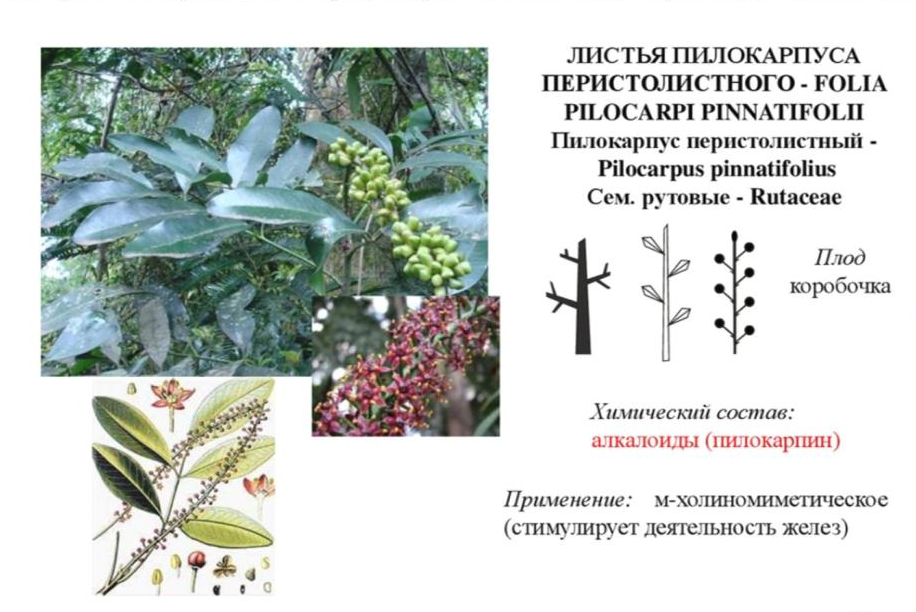 ЛИСТЬЯ ПИЛОКАРПУСА
ПЕРИСТОЛИСТНОГО - FOLIA
PILOCARPI PINNATIFOLII
Пилокарпус перистолистный -
Pilocarpus pinnatifolius
Сем. рутовые - Rutaceae
Плод
коробочка
Химический состав:
алкалоиды (пилокарпин)
Применение: м-холиномиметическое
(стимулирует деятельность желез)